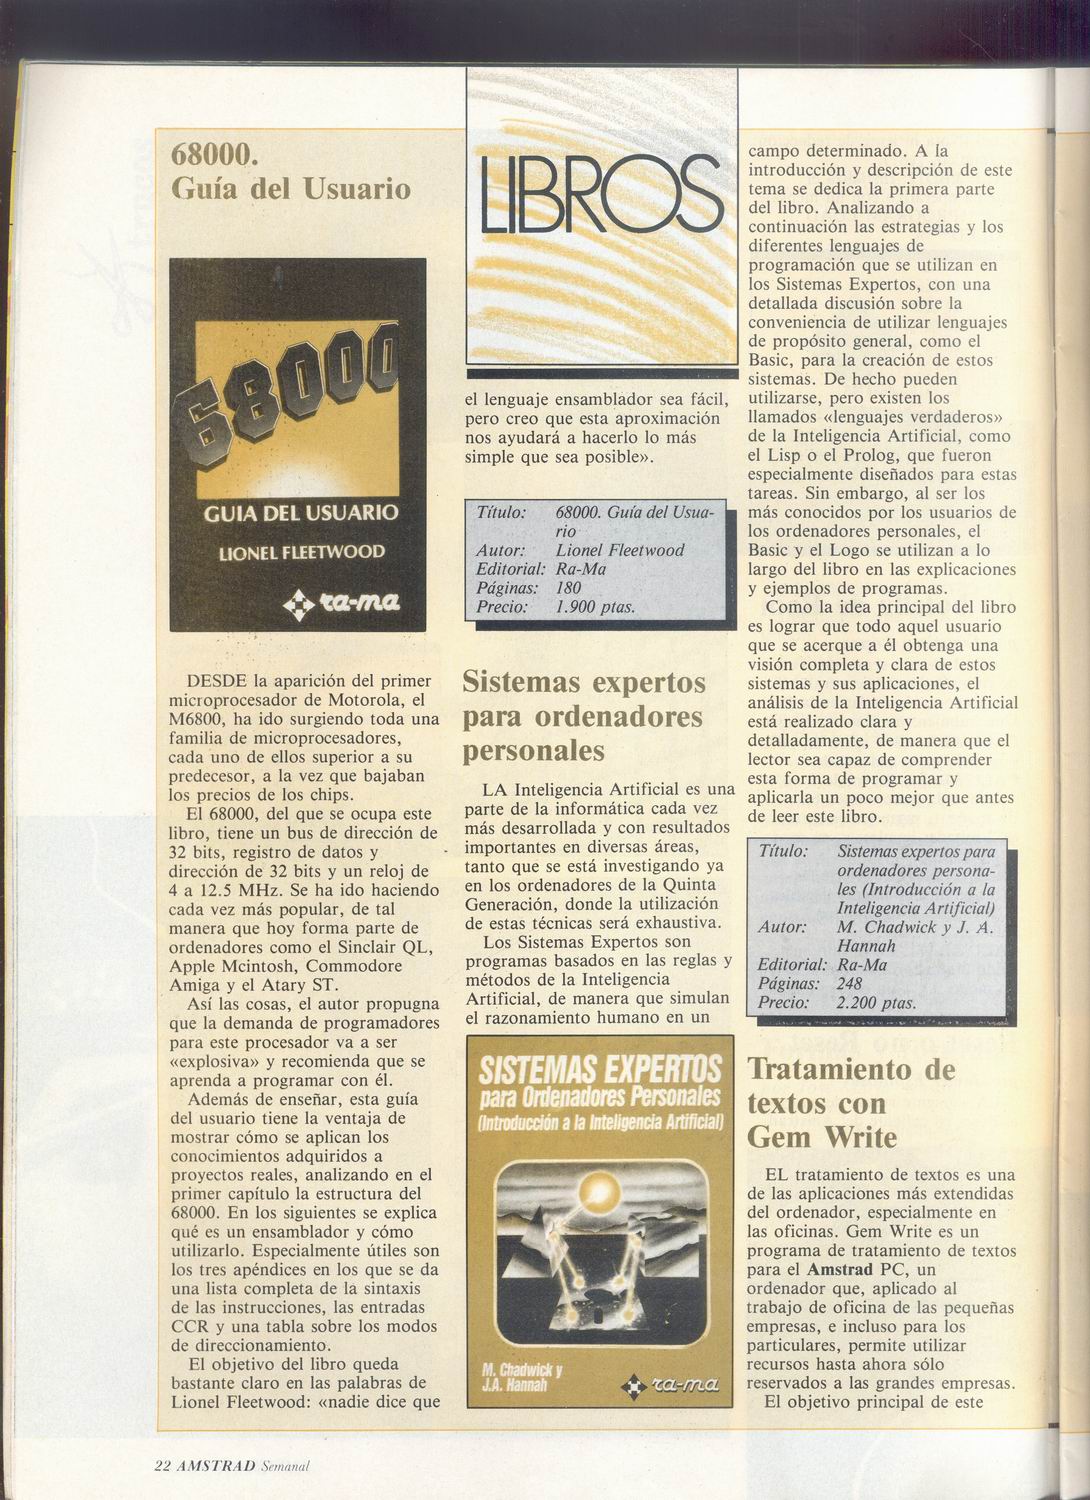 68000.
Guía del Usuario
68000
GUIA DEL USUARIO
LIONEL FLEETWOOD
ra-ma
DESDE la aparición del primer
microprocesador de Motorola, el
M6800, ha ido surgiendo toda una
familia de microprocesadores,
cada uno de ellos superior a su
predecesor, a la vez que bajaban
los precios de los chips.
El 68000, del que se ocupa este
libro, tiene un bus de dirección de
32 bits, registro de datos y
dirección de 32 bits y un reloj de
4 a 12.5 MHz. Se ha ido haciendo
cada vez más popular, de tal
manera que hoy forma parte de
ordenadores como el Sinclair QL,
Apple Mcintosh, Commodore
Amiga y el Atary ST.
Así las cosas, el autor propugna
que la demanda de programadores
para este procesador va a ser
«explosiva» y recomienda que se
aprenda a programar con él.
Además de enseñar, esta guía
del usuario tiene la ventaja de
mostrar cómo se aplican los
conocimientos adquiridos a
proyectos reales, analizando en el
primer capítulo la estructura del
68000. En los siguientes se explica
qué es un ensamblador y cómo
utilizarlo. Especialmente útiles son
los tres apéndices en los que se da
una lista completa de la sintaxis
de las instrucciones, las entradas
CCR y una tabla sobre los modos
de direccionamiento.
El objetivo del libro queda
bastante claro en las palabras de
Lionel Fleetwood: «nadie dice que
LIBROS
el lenguaje ensamblador sea fácil,
pero creo que esta aproximación
nos ayudará a hacerlo lo más
simple que sea posible».
Título: 68000. Guía del Usua-
rio
Autor: Lionel Fleetwood
Editorial: Ra-Ma
Páginas: 180
Precio: 1.900 ptas.
Sistemas expertos
para ordenadores
personales
LA Inteligencia Artificial es una
parte de la informática cada vez
más desarrollada y con resultados
importantes en diversas áreas,
tanto que se está investigando ya
en los ordenadores de la Quinta
Generación, donde la utilización
de estas técnicas será exhaustiva.
Los Sistemas Expertos son
programas basados en las reglas y
métodos de la Inteligencia
Artificial, de manera que simulan
el razonamiento humano en un
SISTEMAS EXPERTOS
para Ordenadores Personales
(Introducción a la Inteligencia Artificial)
M. Chadwick y
J.A. Hannah
ra-ma
campo determinado. A la
introducción y descripción de este
tema se dedica la primera parte
del libro. Analizando a
continuación las estrategias y los
diferentes lenguajes de
programación que se utilizan en
los Sistemas Expertos, con una
detallada discusión sobre la
conveniencia de utilizar lenguajes
de propósito general, como el
Basic, para la creación de estos
sistemas. De hecho pueden
utilizarse, pero existen los
llamados «lenguajes verdaderos»
de la Inteligencia Artificial, como
el Lisp o el Prolog, que fueron
especialmente diseñados para estas
tareas. Sin embargo, al ser los
más conocidos por los usuarios de
los ordenadores personales, el
Basic y el Logo se utilizan a lo
largo del libro en las explicaciones
y ejemplos de programas.
Como la idea principal del libro
es lograr que todo aquel usuario
que se acerque a él obtenga una
visión completa y clara de estos
sistemas y sus aplicaciones, el
análisis de la Inteligencia Artificial
está realizado clara y
detalladamente, de manera que el
lector sea capaz de comprender
esta forma de programar y
aplicarla un poco mejor que antes
de leer este libro.
Título: Sistemas expertos para
ordenadores persona-
les (Introducción a la
Inteligencia Artificial)
Autor: M. Chadwick y J. A.
Hannah
Editorial: Ra-Ma
Páginas: 248
Precio: 2.200 ptas.
Tratamiento de
textos con
Gem Write
EL tratamiento de textos es una
de las aplicaciones más extendidas
del ordenador, especialmente en
las oficinas. Gem Write es un
programa de tratamiento de textos
para el Amstrad PC, un
ordenador que, aplicado al
trabajo de oficina de las pequeñas
empresas, e incluso para los
particulares, permite utilizar
recursos hasta ahora sólo
reservados a las grandes empresas.
El objetivo principal de este
22 AMSTRAD Semanal